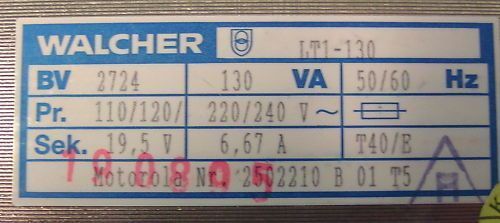 WALCHER LT1-130
BV 2724 130 VA 50/60 Hz
Pr. 110/120/ 220/240 V ~
Sek. 19,5 V 6,67 A T40/E
Motorola Nr. 2502210 B 01 T5